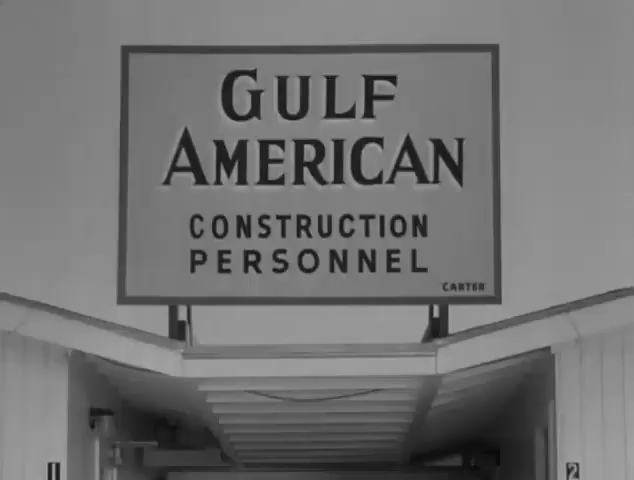 GULF
AMERICAN
CONSTRUCTION
PERSONNEL
CARTER
1
2